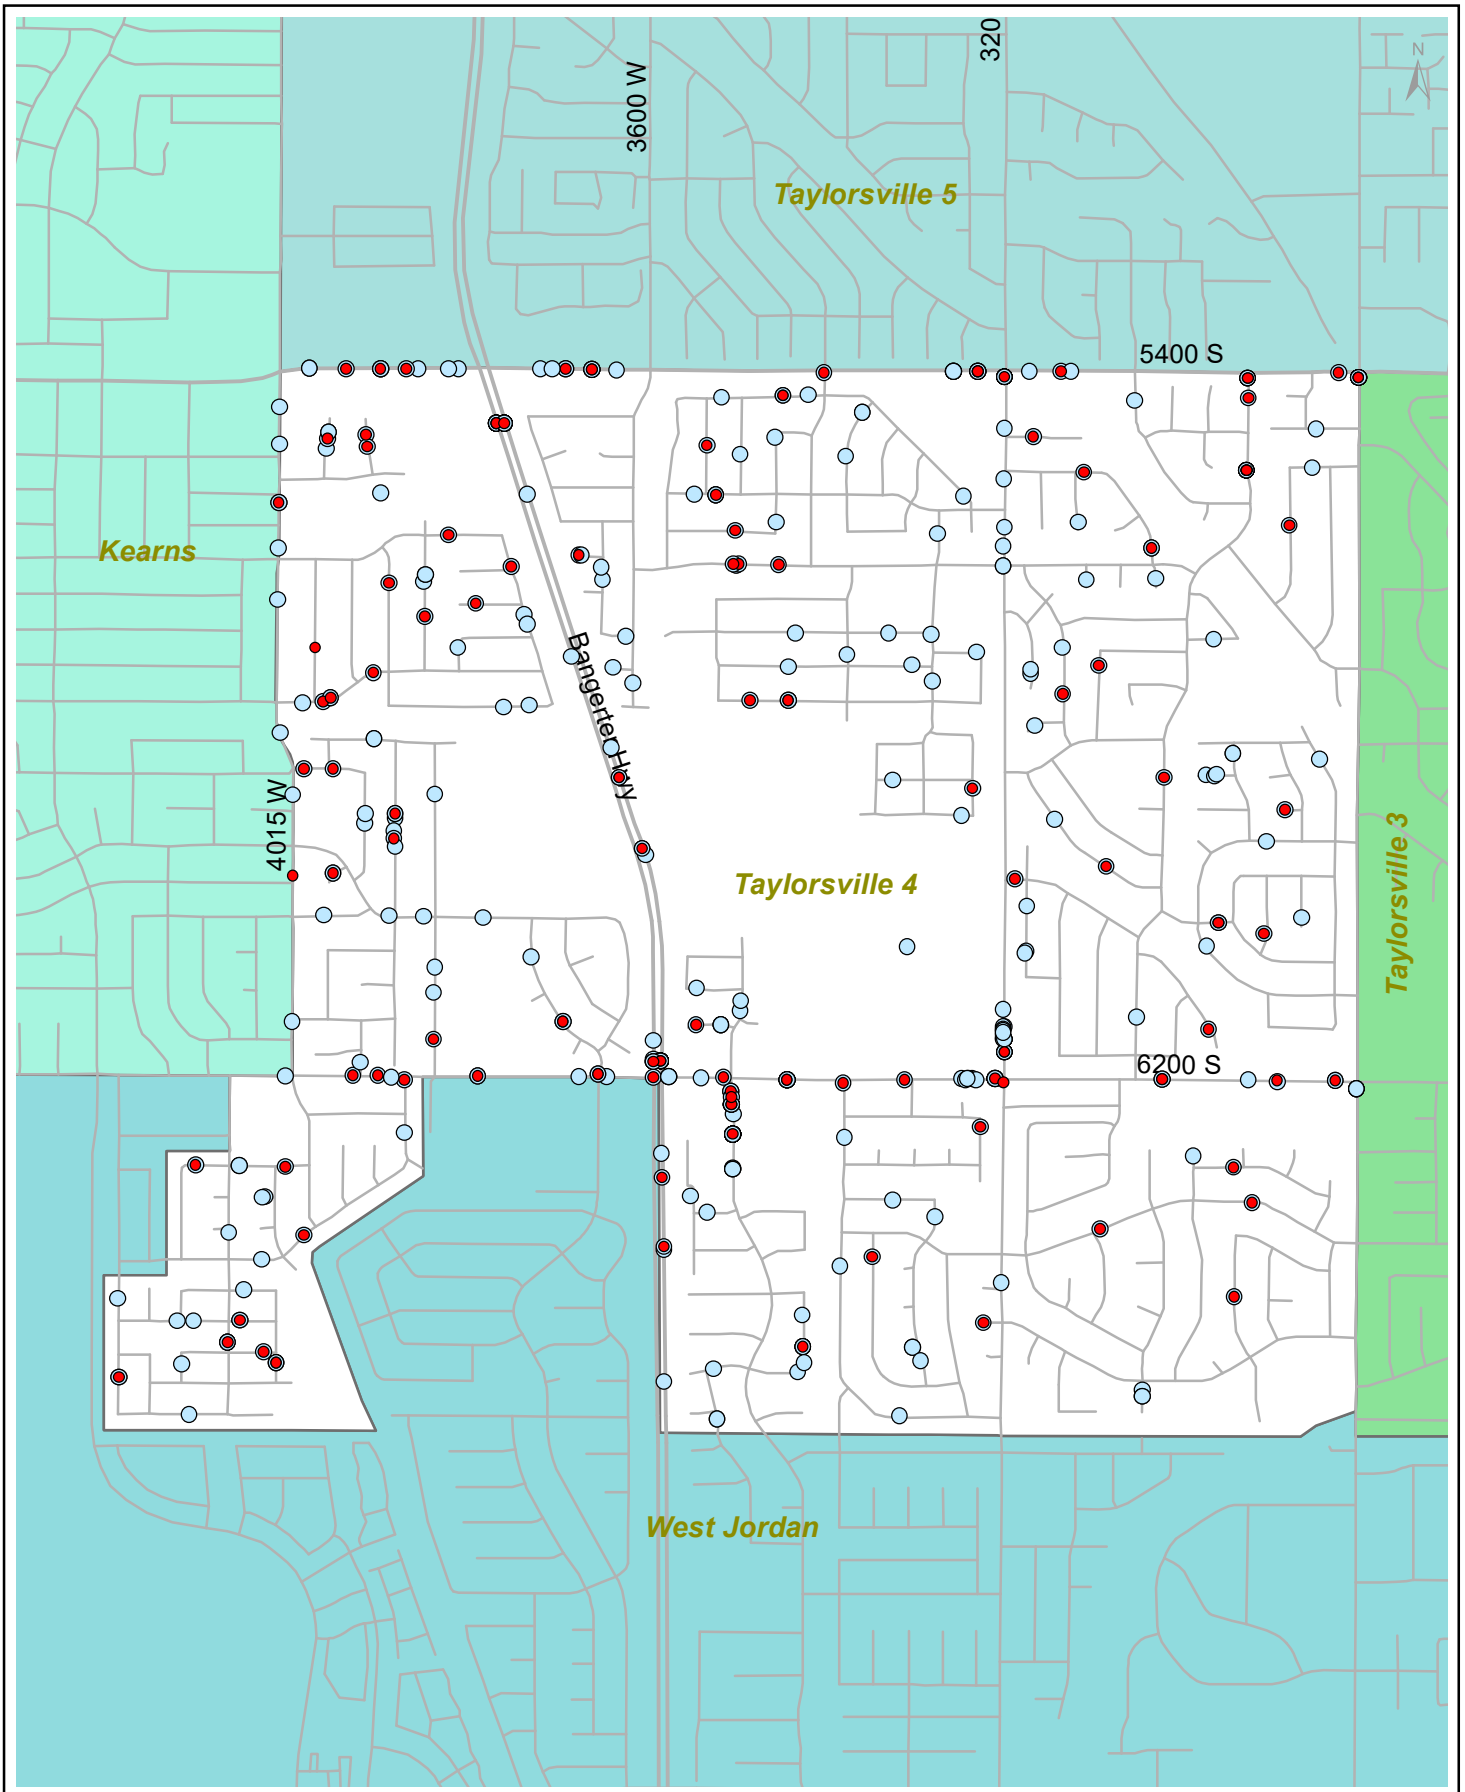 320
N
3600 W
Taylorsville 5
5400 S
Kearns
Bangerter Hwy
4015 W
Taylorsville 4
Taylorsville 3
6200 S
West Jordan